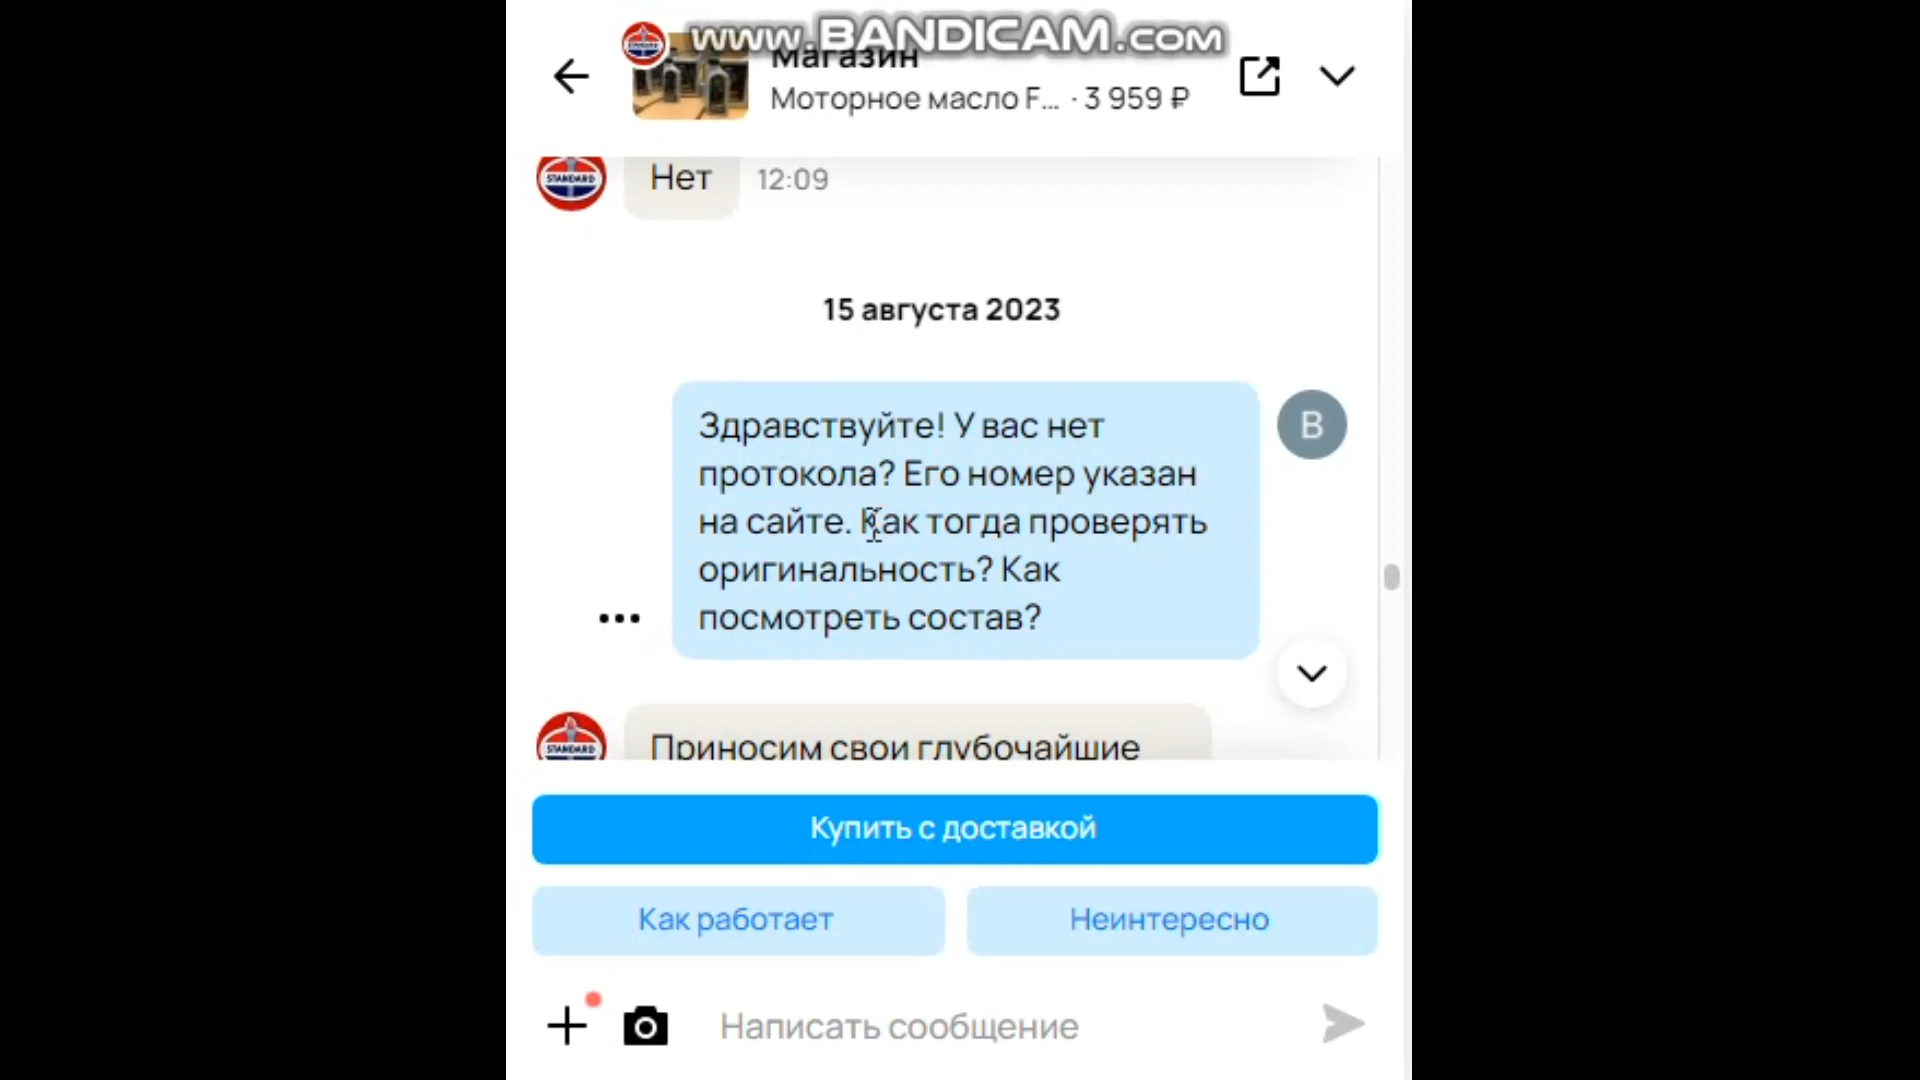 www.BANDICAM.com
Магазин
Моторное масло F... · 3 959 ₽
STANDARD
Нет
12:09
15 августа 2023
Здравствуйте! У вас нет
протокола? Его номер указан
на сайте. Как тогда проверять
оригинальность? Как
посмотреть состав?
В
STANDARD
Приносим свои глубочайшие
Купить с доставкой
Как работает
Неинтересно
Написать сообщение